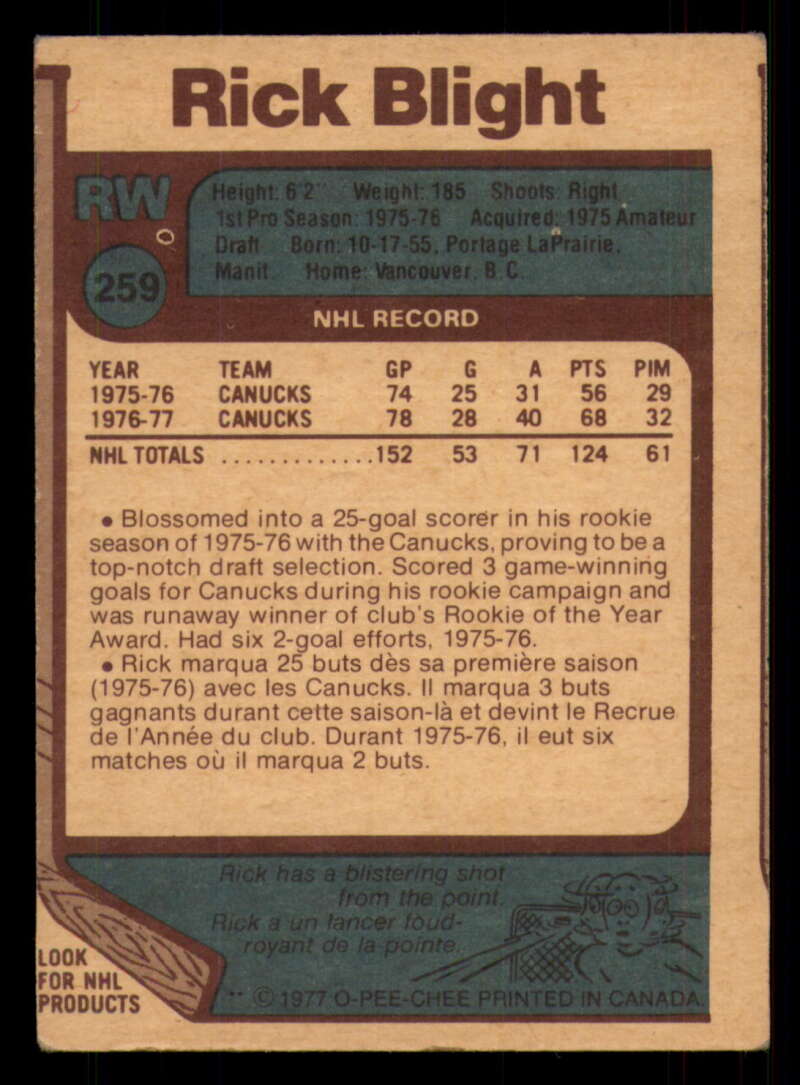 Rick Blight
RW
259
Height: 6'2" Weight: 185 Shoots: Right
1st Pro Season: 1975-76 Acquired: 1975 Amateur
Draft Born: 10-17-55, Portage LaPrairie,
Manit. Home: Vancouver, B.C.
NHL RECORD
YEAR TEAM GP G A PTS PIM
1975-76 CANUCKS 74 25 31 56 29
1976-77 CANUCKS 78 28 40 68 32
NHL TOTALS ..............152 53 71 124 61
• Blossomed into a 25-goal scorer in his rookie
season of 1975-76 with the Canucks, proving to be a
top-notch draft selection. Scored 3 game-winning
goals for Canucks during his rookie campaign and
was runaway winner of club's Rookie of the Year
Award. Had six 2-goal efforts, 1975-76.
• Rick marqua 25 buts dès sa première saison
(1975-76) avec les Canucks. Il marqua 3 buts
gagnants durant cette saison-là et devint le Recrue
de l'Année du club. Durant 1975-76, il eut six
matches où il marqua 2 buts.
Rick has a blistering shot
from the point.
Rick a un lancer foud-
royant de la pointe.
LOOK
FOR NHL
PRODUCTS
** © 1977 O-PEE-CHEE PRINTED IN CANADA